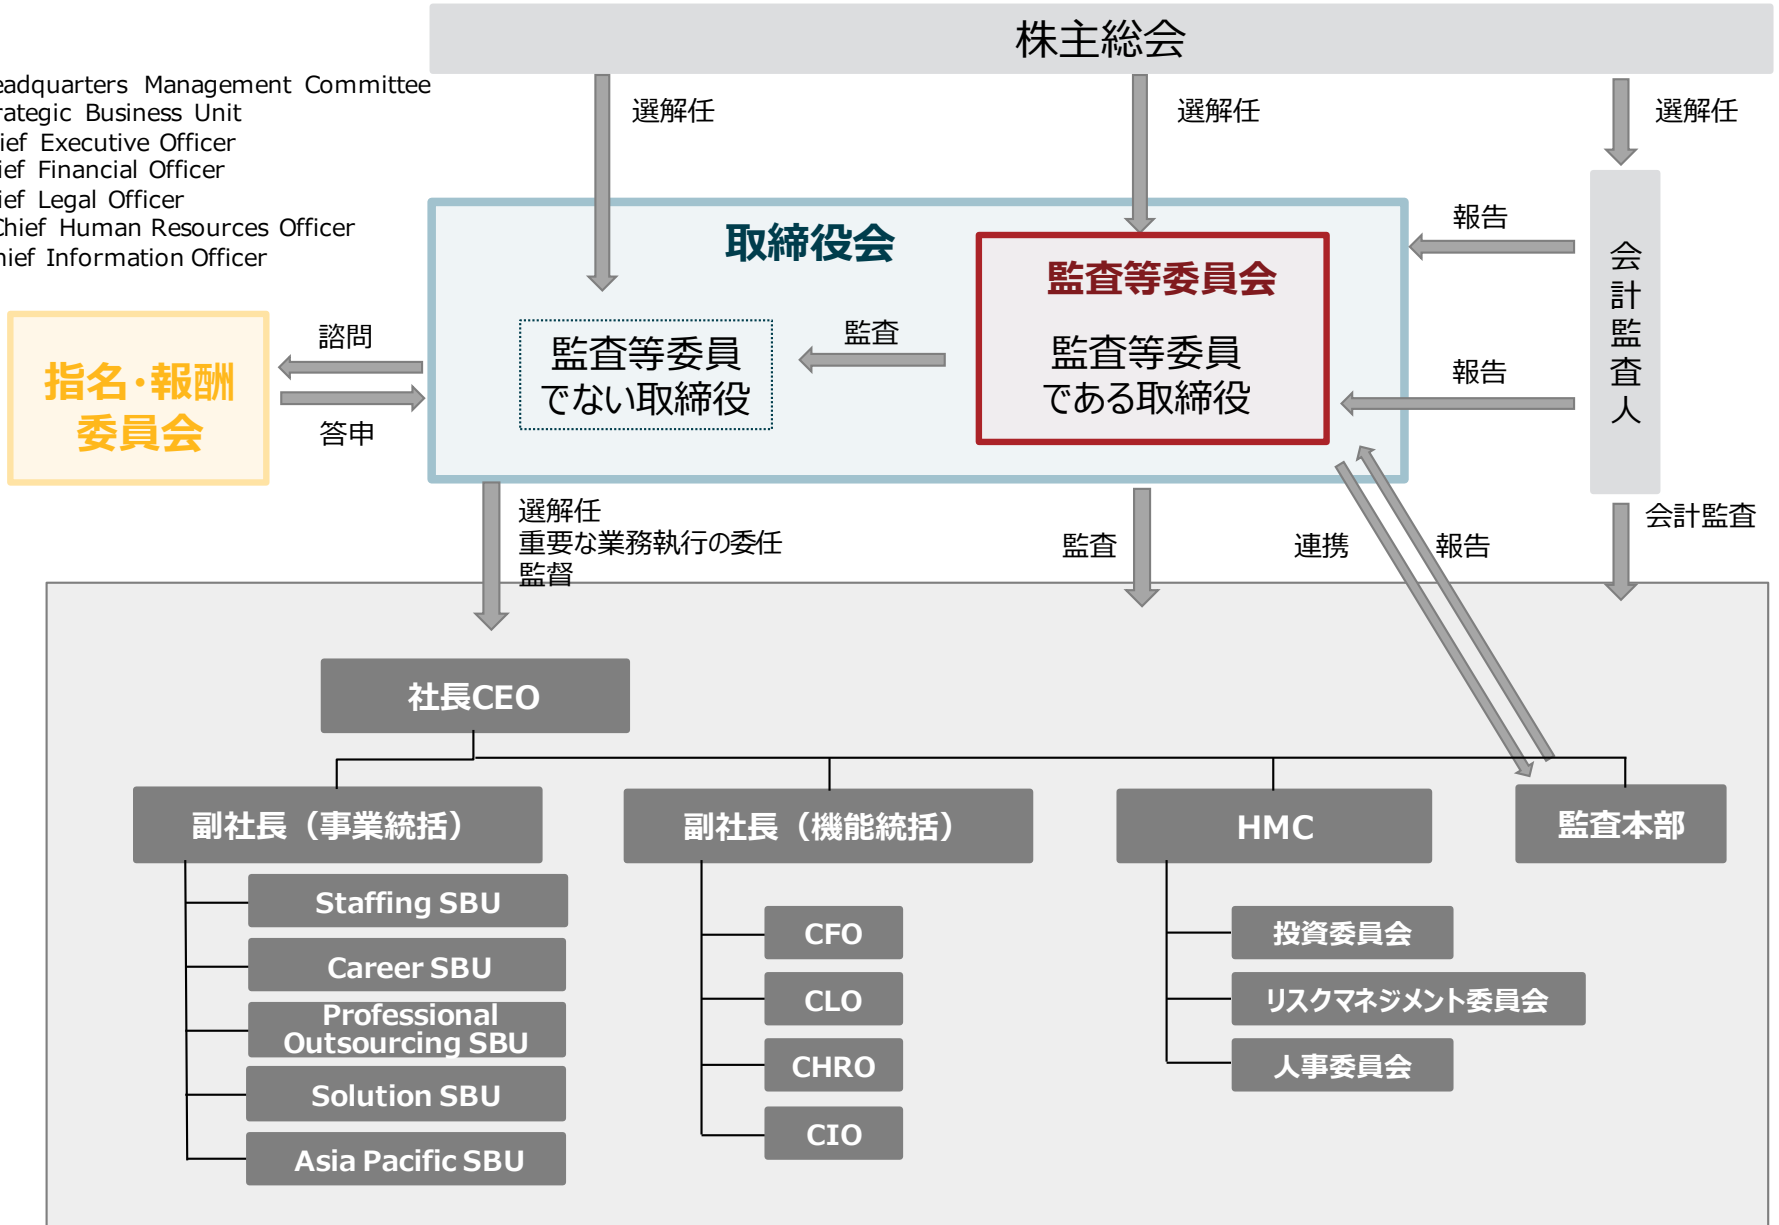 株主総会
eadquarters Management Committee
rategic Business Unit
ief Executive Officer
ief Financial Officer
ief Legal Officer
Chief Human Resources Officer
hief Information Officer
選解任
選解任
選解任
取締役会
監査等委員会
監査等委員
でない取締役
監査
監査等委員
である取締役
報告
報告
会計監査人
指名・報酬
委員会
諮問
答申
選解任
重要な業務執行の委任
監督
監査
連携
報告
会計監査
社長CEO
副社長（事業統括）
Staffing SBU
Career SBU
Professional
Outsourcing SBU
Solution SBU
Asia Pacific SBU
副社長（機能統括）
CFO
CLO
CHRO
CIO
HMC
投資委員会
リスクマネジメント委員会
人事委員会
監査本部